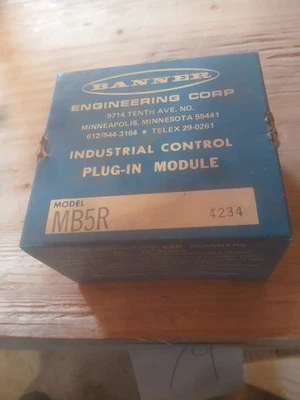 BANNER
ENGINEERING CORP
9714 TENTH AVE. NO.
MINNEAPOLIS, MINNESOTA 55441
612/544-3164 • TELEX 29-0261
INDUSTRIAL CONTROL
PLUG-IN MODULE
MODEL
MB5R 4234